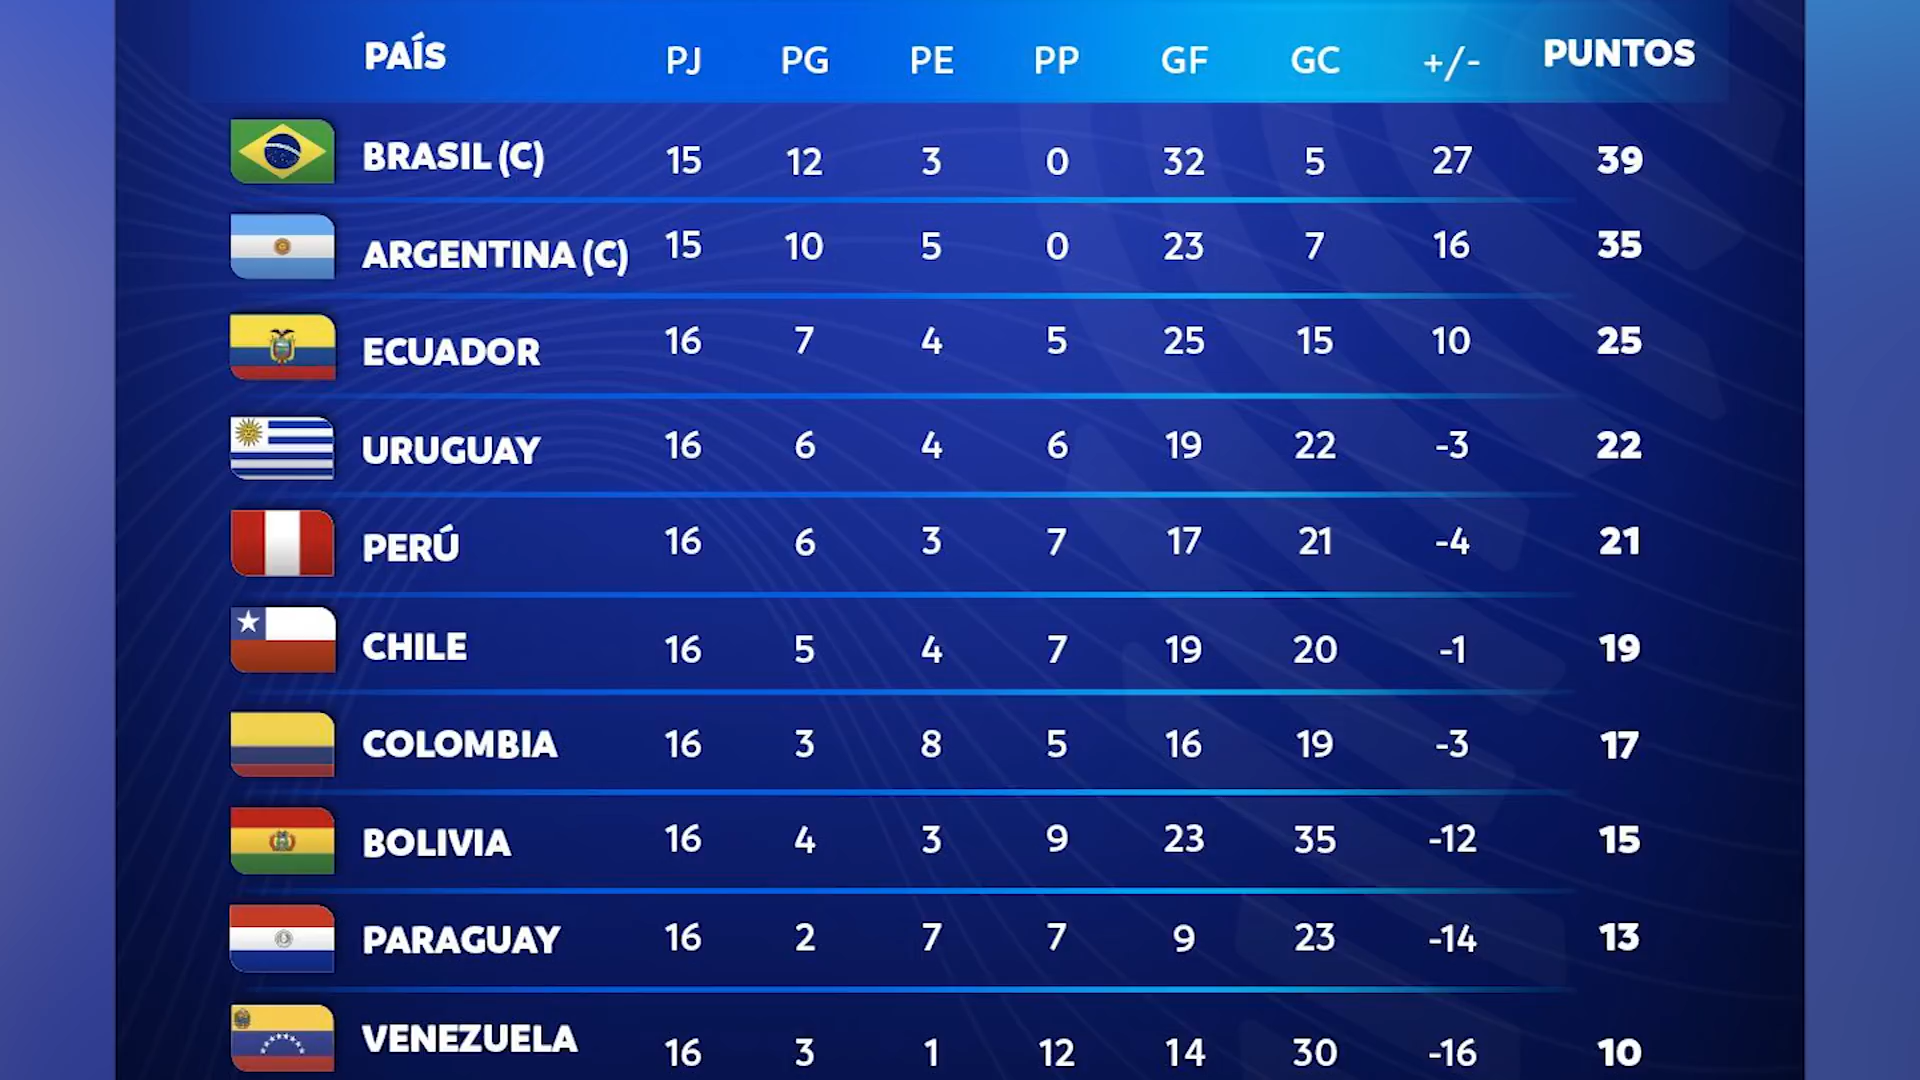 PAÍS PJ PG PE PP GF GC +/- PUNTOS
BRASIL (C) 15 12 3 0 32 5 27 39
ARGENTINA (C) 15 10 5 0 23 7 16 35
ECUADOR 16 7 4 5 25 15 10 25
URUGUAY 16 6 4 6 19 22 -3 22
PERÚ 16 6 3 7 17 21 -4 21
CHILE 16 5 4 7 19 20 -1 19
COLOMBIA 16 3 8 5 16 19 -3 17
BOLIVIA 16 4 3 9 23 35 -12 15
PARAGUAY 16 2 7 7 9 23 -14 13
VENEZUELA 16 3 1 12 14 30 -16 10